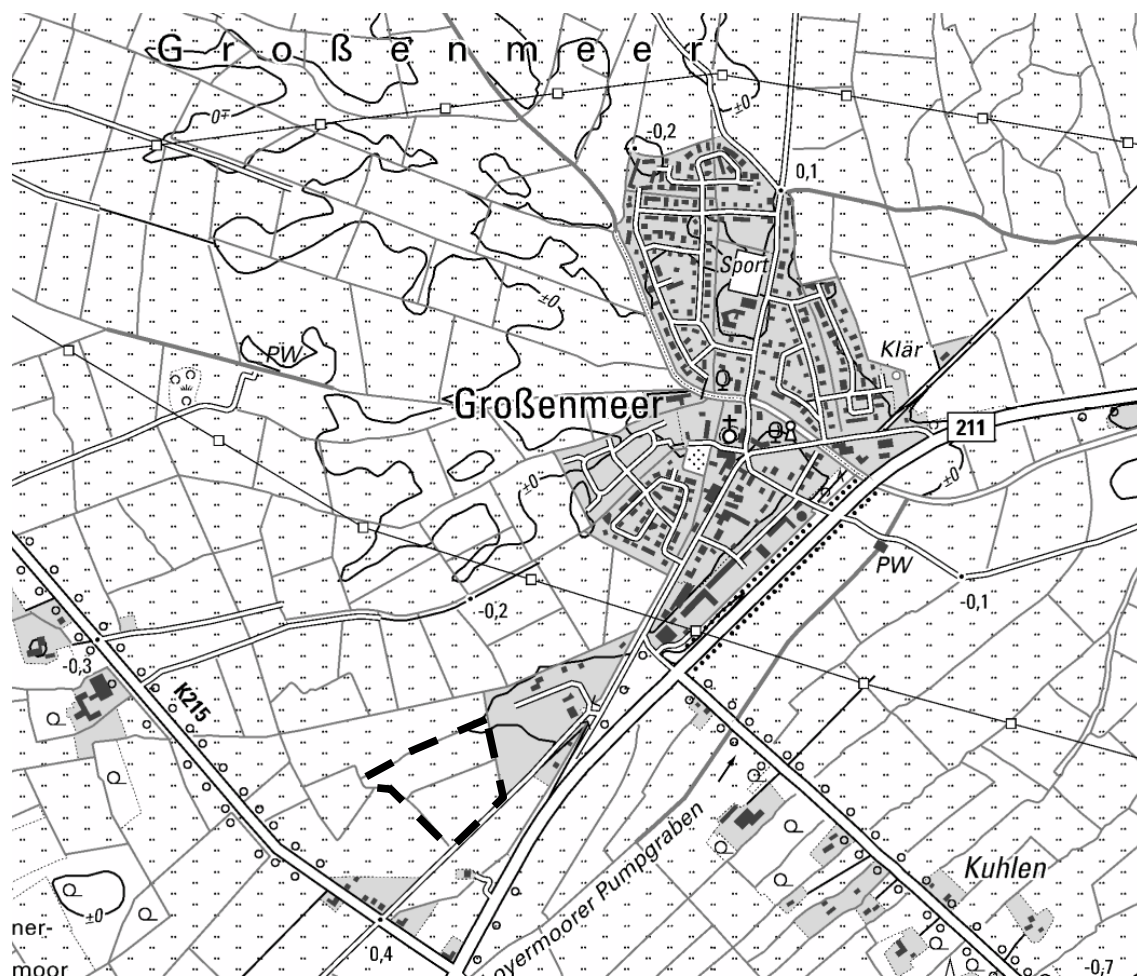 Großenmeer
0∓
±0
-0,2
0,1
Sport
±0
PW
Klär
Großenmeer
211
±0
±0
PW
-0,2
-0,1
-0,3
K215
Loyermoorer Pumpgraben
Kuhlen
±0
ner-
moor
0,4
-0,7